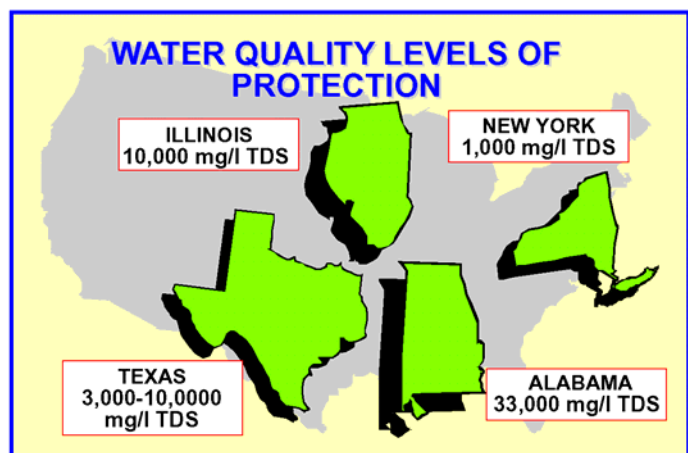 WATER QUALITY LEVELS OF
PROTECTION
ILLINOIS
10,000 mg/l TDS
NEW YORK
1,000 mg/l TDS
TEXAS
3,000-10,0000
mg/l TDS
ALABAMA
33,000 mg/l TDS